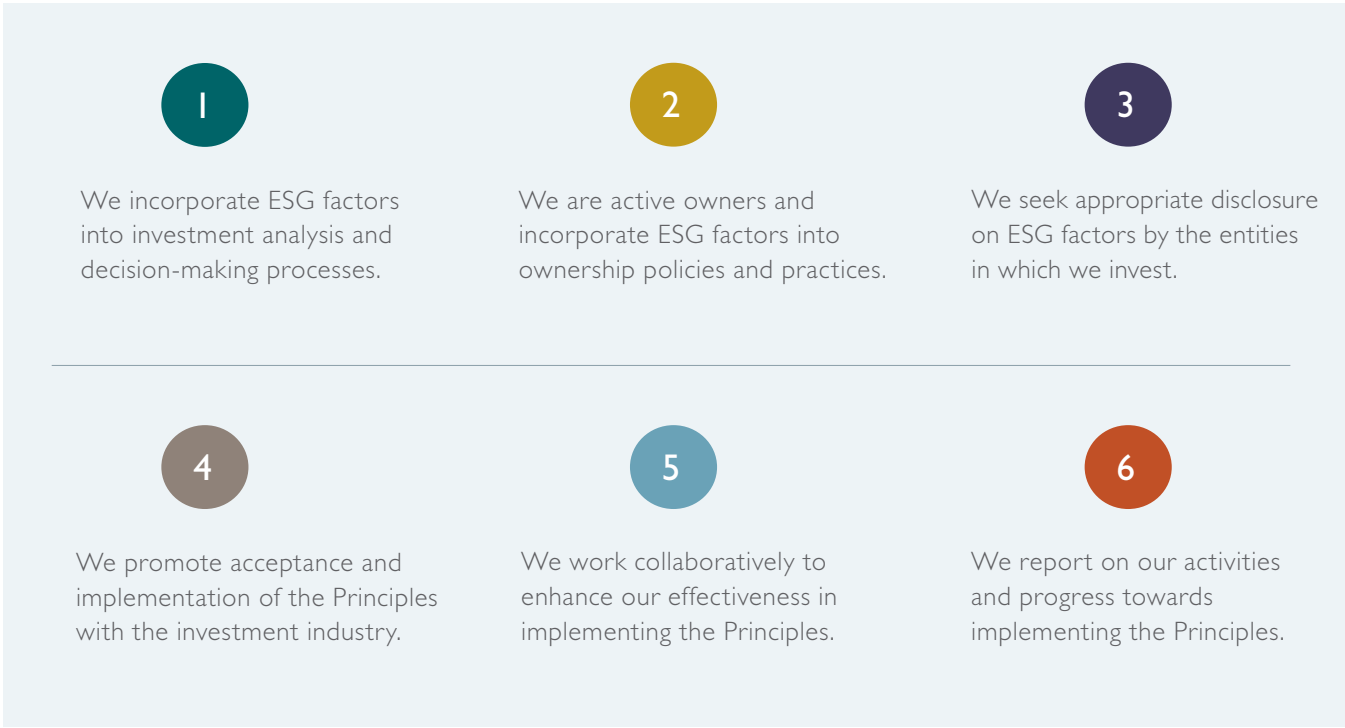 1
We incorporate ESG factors
into investment analysis and
decision-making processes.
2
We are active owners and
incorporate ESG factors into
ownership policies and practices.
3
We seek appropriate disclosure
on ESG factors by the entities
in which we invest.
4
We promote acceptance and
implementation of the Principles
with the investment industry.
5
We work collaboratively to
enhance our effectiveness in
implementing the Principles.
6
We report on our activities
and progress towards
implementing the Principles.